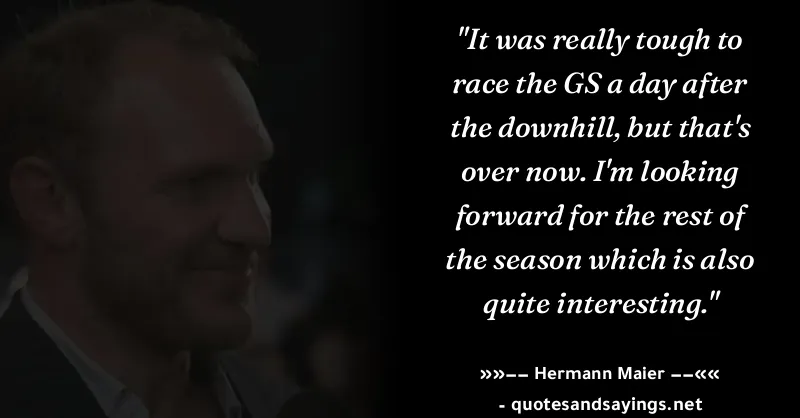 "It was really tough to
race the GS a day after
the downhill, but that's
over now. I'm looking
forward for the rest of
the season which is also
quite interesting."
»»–– Hermann Maier ––««
- quotesandsayings.net